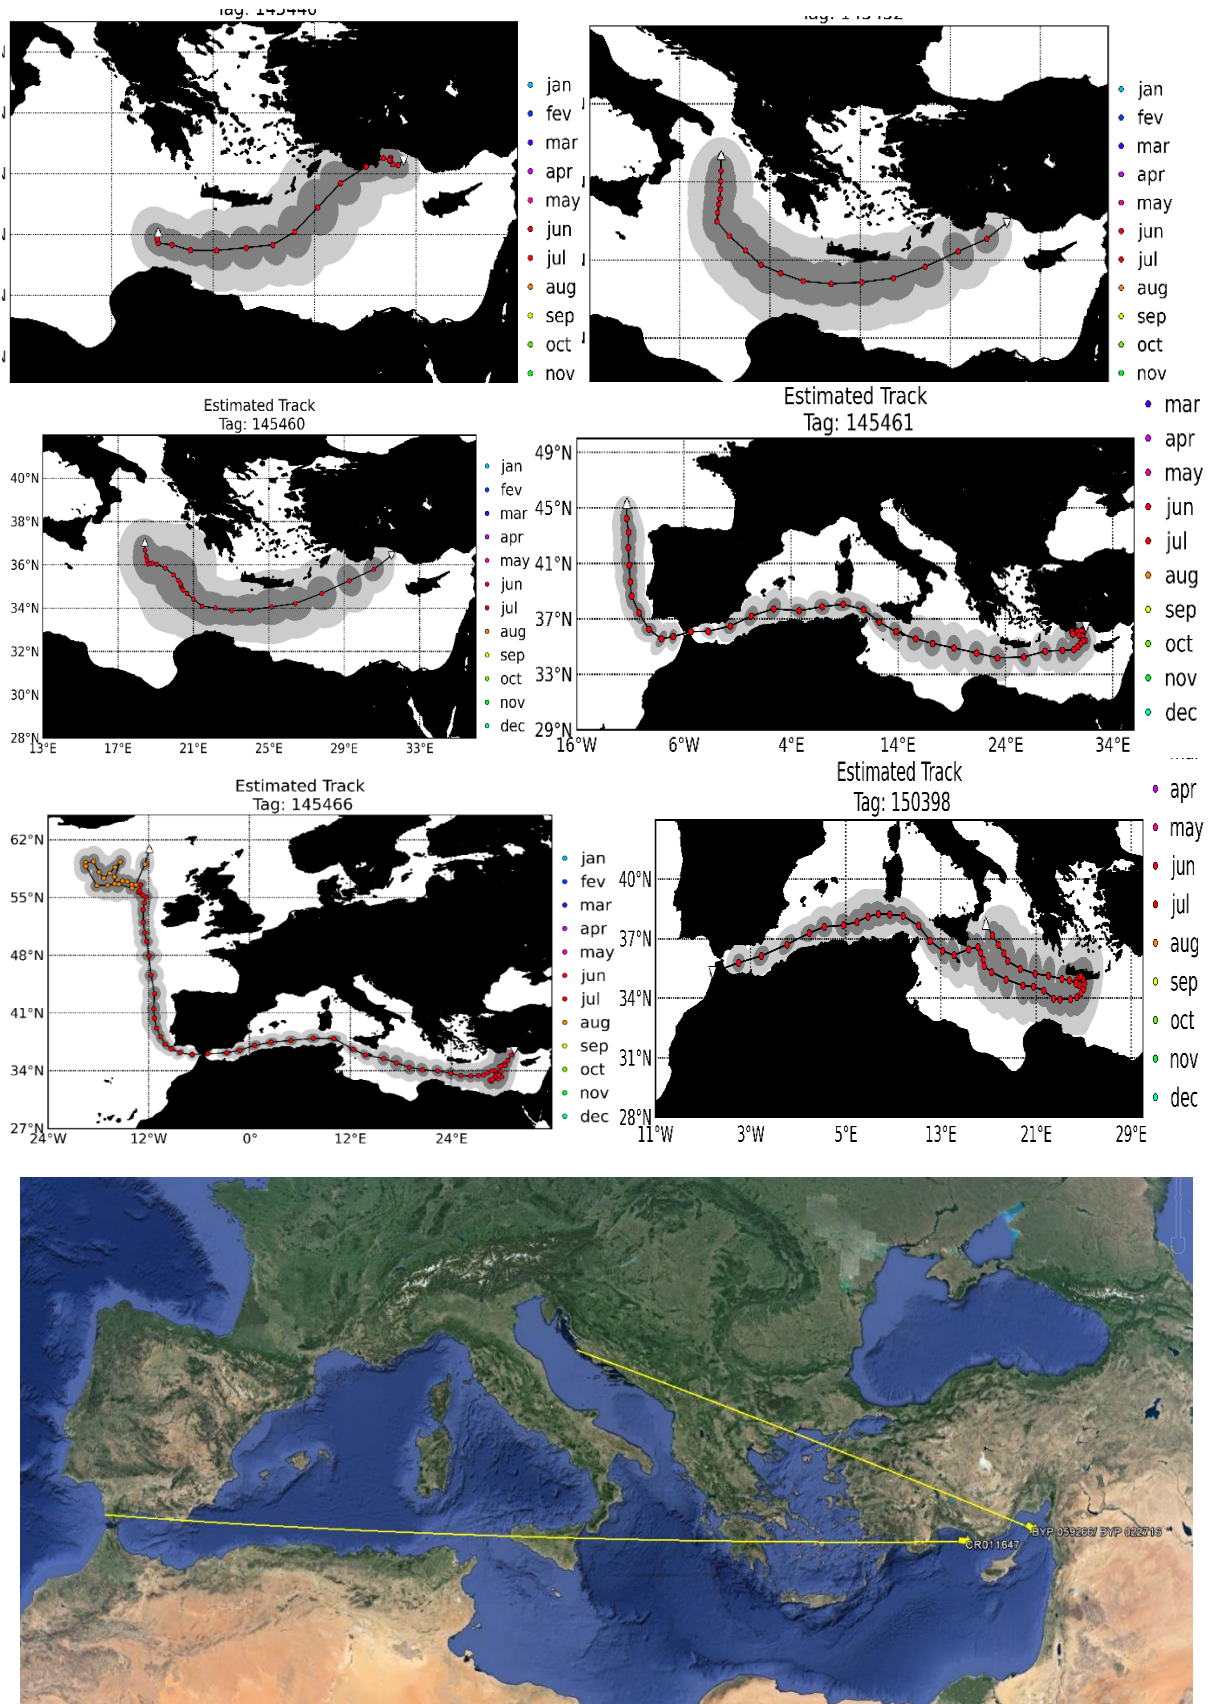 Tag: 145446
jan
fev
mar
apr
may
jun
jul
aug
sep
oct
nov
jan
fev
mar
apr
may
jun
jul
aug
sep
oct
nov
Estimated Track
Tag: 145460
40°N
38°N
36°N
34°N
32°N
30°N
28°N
13°E 17°E 21°E 25°E 29°E 33°E
jan
fev
mar
apr
may
jun
jul
aug
sep
oct
nov
dec
Estimated Track
Tag: 145461
49°N
45°N
41°N
37°N
33°N
29°N
16°W 6°W 4°E 14°E 24°E 34°E
mar
apr
may
jun
jul
aug
sep
oct
nov
dec
Estimated Track
Tag: 145466
62°N
55°N
48°N
41°N
34°N
27°N
24°W 12°W 0° 12°E 24°E
jan
fev
mar
apr
may
jun
jul
aug
sep
oct
nov
dec
Estimated Track
Tag: 150398
40°N
37°N
34°N
31°N
28°N
11°W 3°W 5°E 13°E 21°E 29°E
apr
may
jun
jul
aug
sep
oct
nov
dec
BYP 059266/ BYP 022716
CR011647